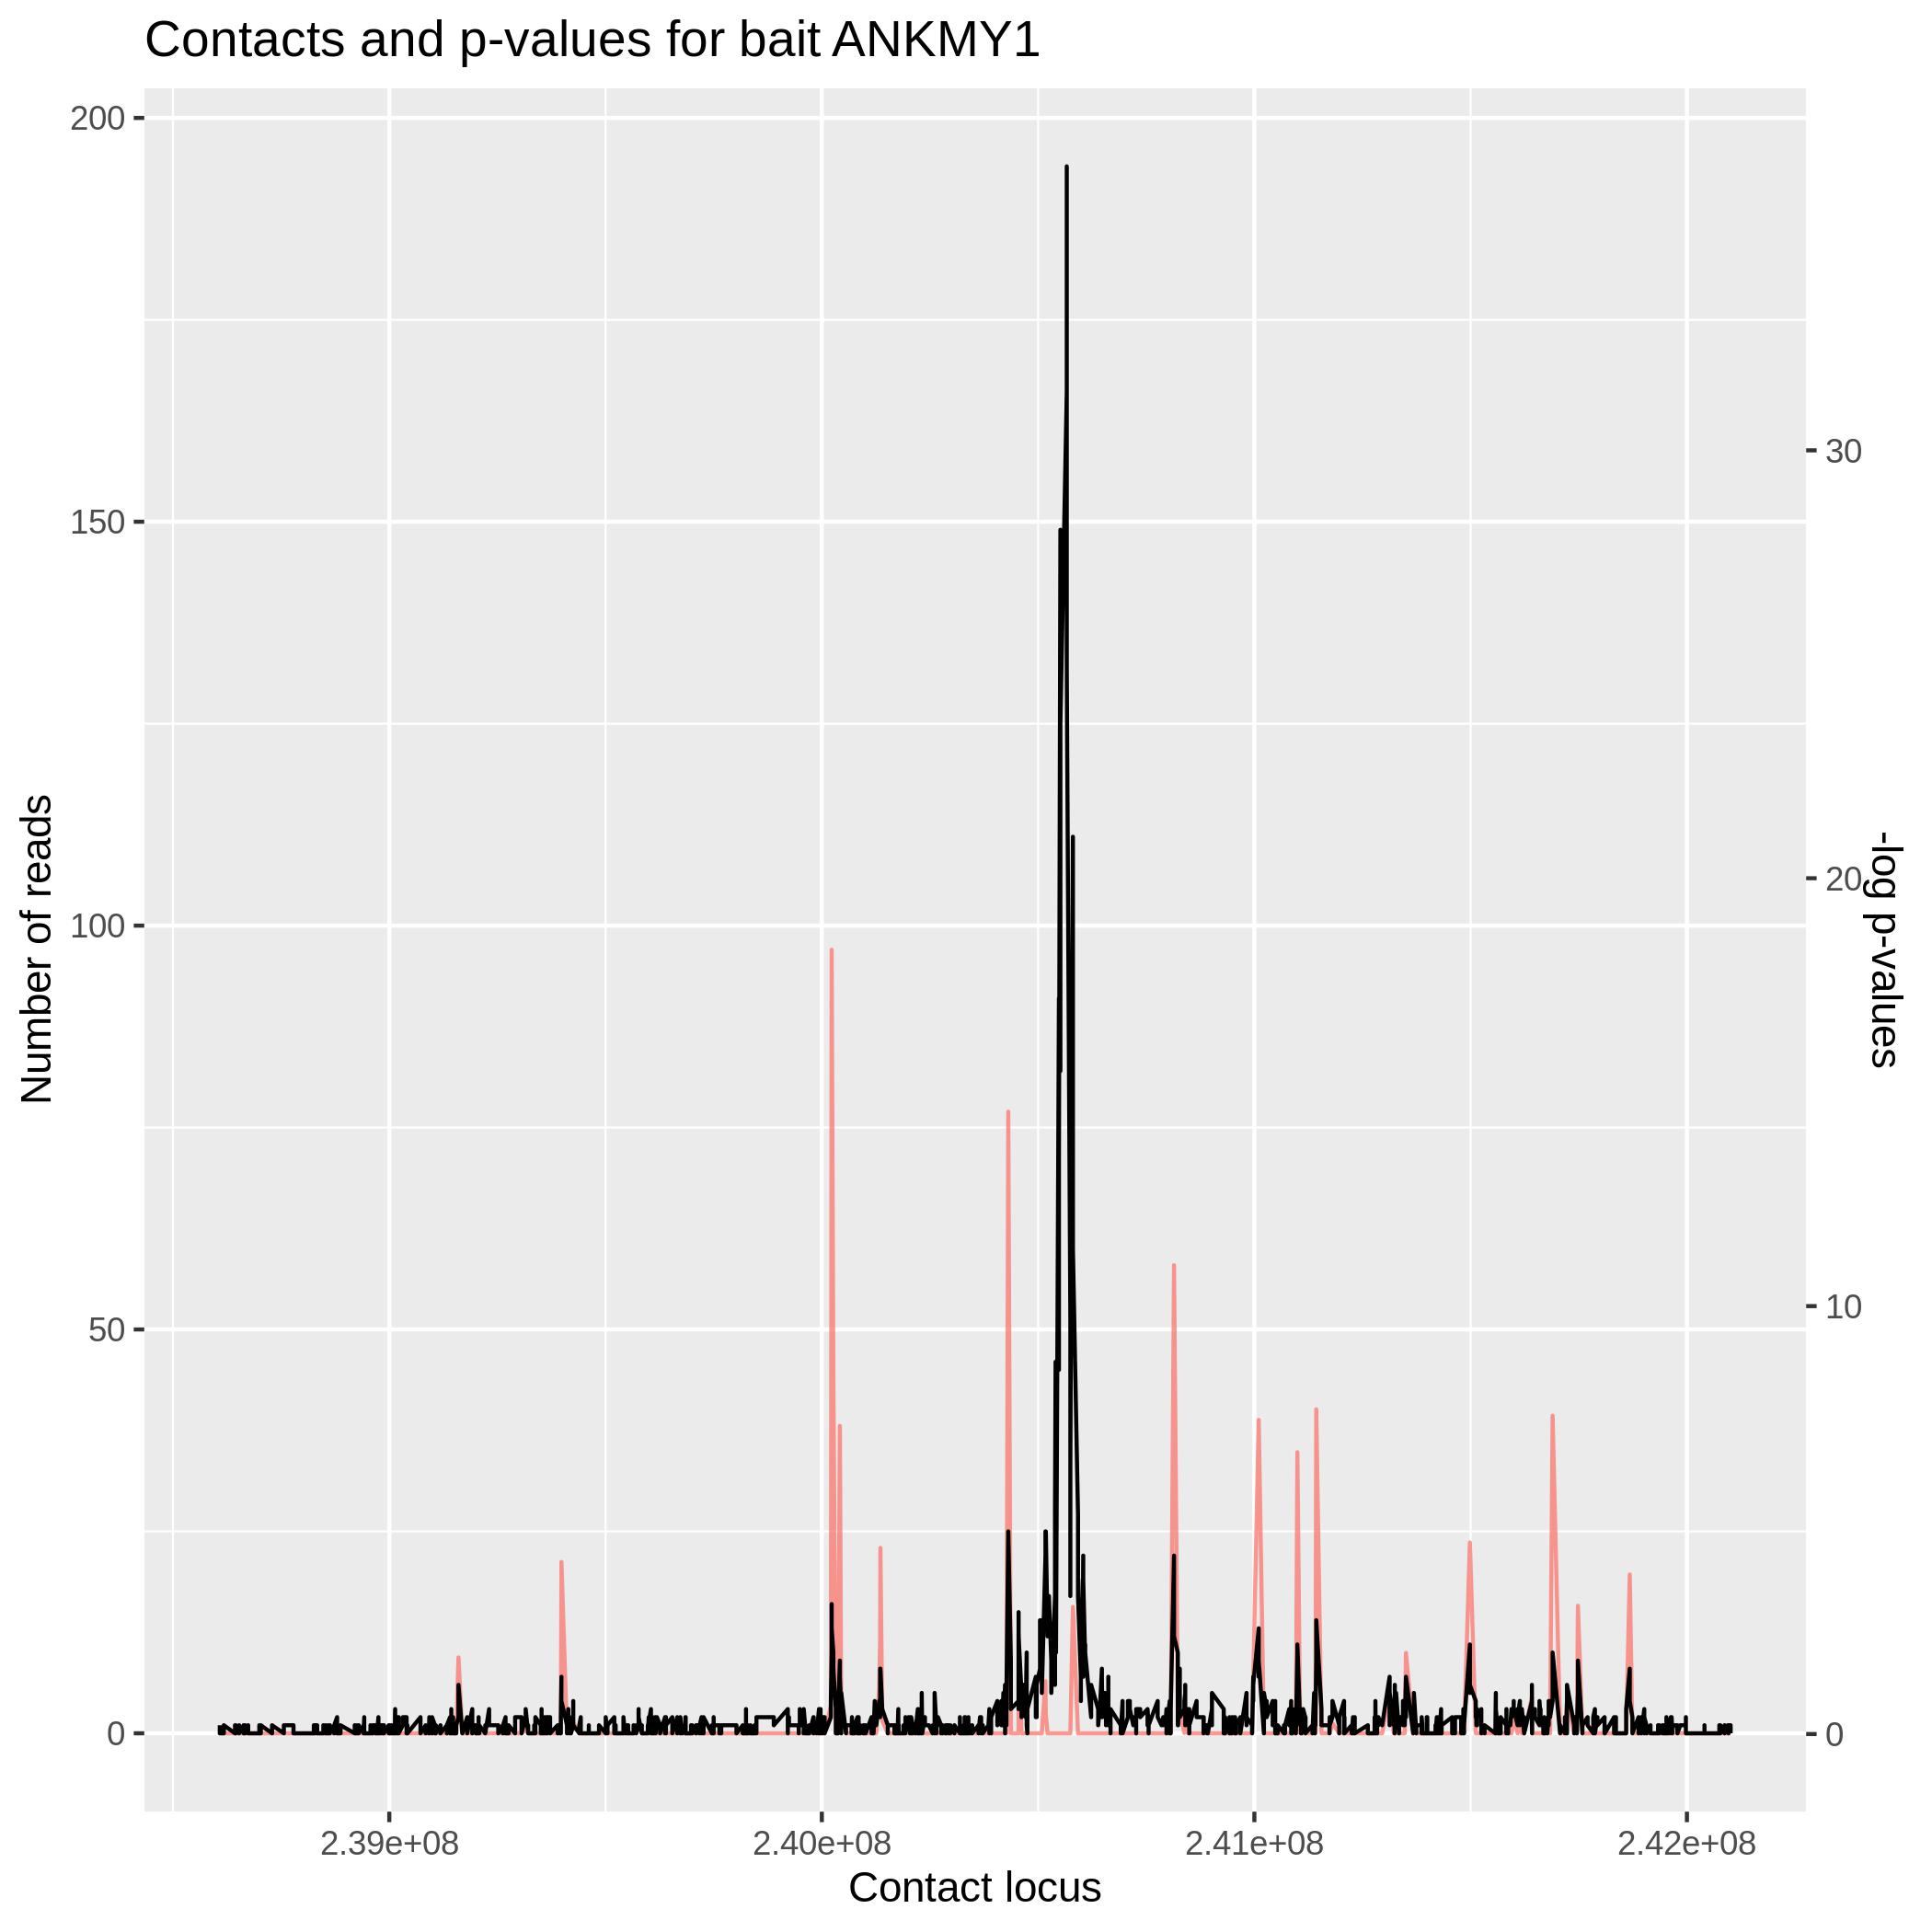 Contacts and p-values for bait ANKMY1
200
150
100
50
0
Number of reads
30
20
10
0
-log p-values
2.39e+08
2.40e+08
2.41e+08
2.42e+08
Contact locus